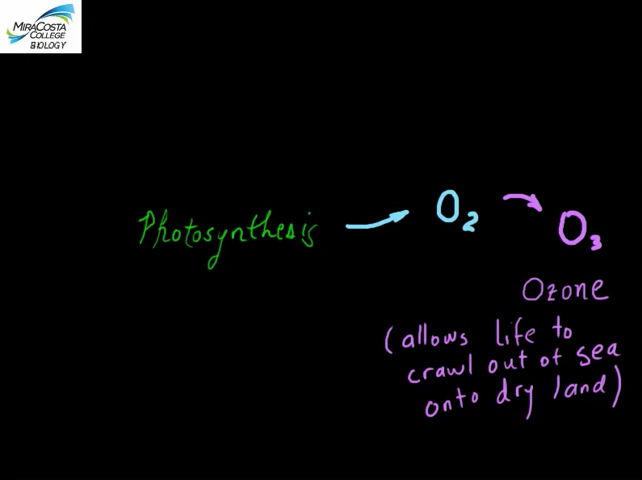 MIRACOSTA
COLLEGE
BIOLOGY
Photosynthesis → O2 → O3
Ozone
(allows life to
crawl out of sea
onto dry land)